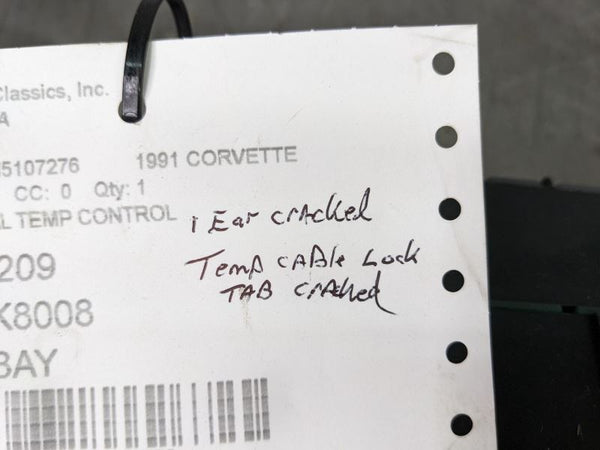 Classics, Inc.
A
5107276 1991 CORVETTE
CC: 0 Qty: 1
L TEMP CONTROL
1 Ear cracked
209
Temp cable Lock
TAB cracked
K8008
BAY